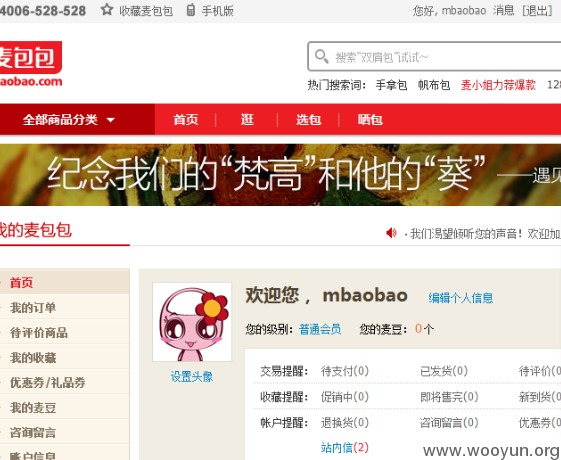 4006-528-528 收藏麦包包 手机版 您好, mbaobao 消息 [退出]
麦包包
aobao.com
搜索“双肩包”试试~
热门搜索词: 手拿包 帆布包 麦小姐力荐爆款 128
全部商品分类 首页 逛 选包 晒包
纪念我们的“梵高”和他的“葵” ——遇见
我的麦包包
· 我们渴望倾听您的声音！欢迎加
首页
我的订单
待评价商品
我的收藏
优惠券/礼品券
我的麦豆
咨询留言
账户信息
欢迎您 ，mbaobao 编辑个人信息
您的级别：普通会员 您的麦豆：0个
设置头像
交易提醒： 待支付(0) 已发货(0) 待评价(0
收藏提醒： 促销中(0) 即将售完(0) 新到货(0
帐户提醒： 退换货(0) 咨询留言(0) 优惠券(0
站内信(2)
www.wooyun.org